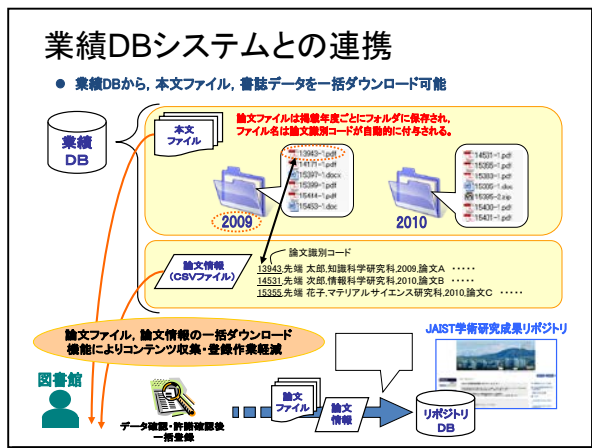 業績DBシステムとの連携
● 業績DBから，本文ファイル，書誌データを一括ダウンロード可能
業績
DB
本文
ファイル
論文ファイルは掲載年度ごとにフォルダに保存され，
ファイル名は論文識別コードが自動的に付与される。
13943-1.pdf
14171-1.pdf
15397-1.docx
15399-1.pdf
15414-1.pdf
15453-1.doc
2009
14531-1.pdf
15355-1.pdf
15383-1.pdf
15395-1.doc
15395-2.zip
15400-1.pdf
15401-1.pdf
2010
論文情報
（CSVファイル）
論文識別コード
13943,先端 太郎,知識科学研究科,2009,論文A ‥‥‥
14531,先端 次郎,情報科学研究科,2010,論文B ‥‥‥
15355,先端 花子,マテリアルサイエンス研究科,2010,論文C ‥‥‥
論文ファイル，論文情報の一括ダウンロード
機能によりコンテンツ収集・登録作業軽減
JAIST学術研究成果リポジトリ
図書館
データ確認・許諾確認後
一括登録
論文
ファイル
論文
情報
リポジトリ
DB